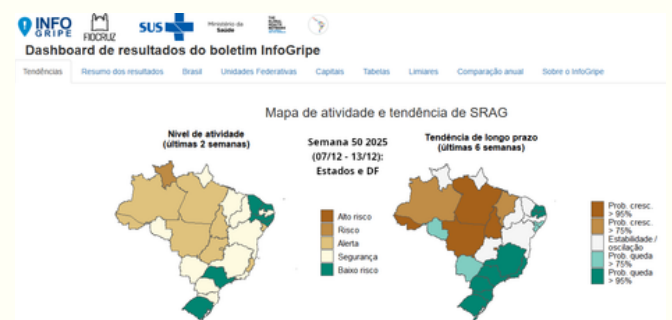 INFO
GRIPE
FIOCRUZ
SUS
Ministério da
Saúde
Dashboard de resultados do boletim InfoGripe
Tendências Resumo dos resultados Brasil Unidades Federativas Capitais Tabelas Limiares Comparação anual Sobre o InfoGripe
Mapa de atividade e tendência de SRAG
Nível de atividade
(últimas 2 semanas)
Semana 50 2025
(07/12 - 13/12):
Estados e DF
Tendência de longo prazo
(últimas 6 semanas)
Alto risco
Risco
Alerta
Segurança
Baixo risco
Prob. cresc.
> 95%
Prob. cresc.
> 75%
Estabilidade/
oscilação
Prob. queda
> 75%
Prob. queda
> 95%